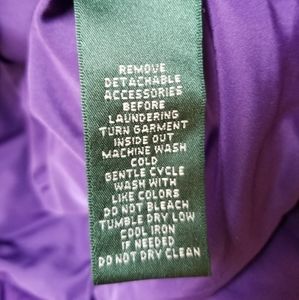 REMOVE
DETACHABLE
ACCESSORIES
BEFORE
LAUNDERING
TURN GARMENT
INSIDE OUT
MACHINE WASH
COLD
GENTLE CYCLE
WASH WITH
LIKE COLORS
DO NOT BLEACH
TUMBLE DRY LOW
COOL IRON
IF NEEDED
DO NOT DRY CLEAN